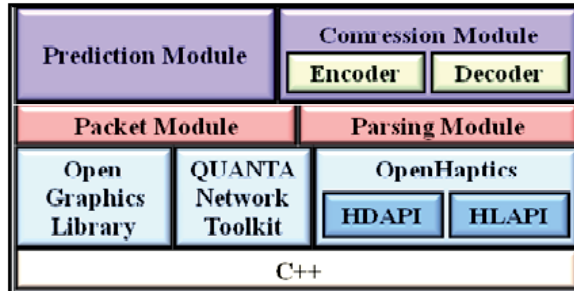 Prediction Module
Comression Module
Encoder
Decoder
Packet Module
Parsing Module
Open
Graphics
Library
QUANTA
Network
Toolkit
OpenHaptics
HDAPI
HLAPI
C++